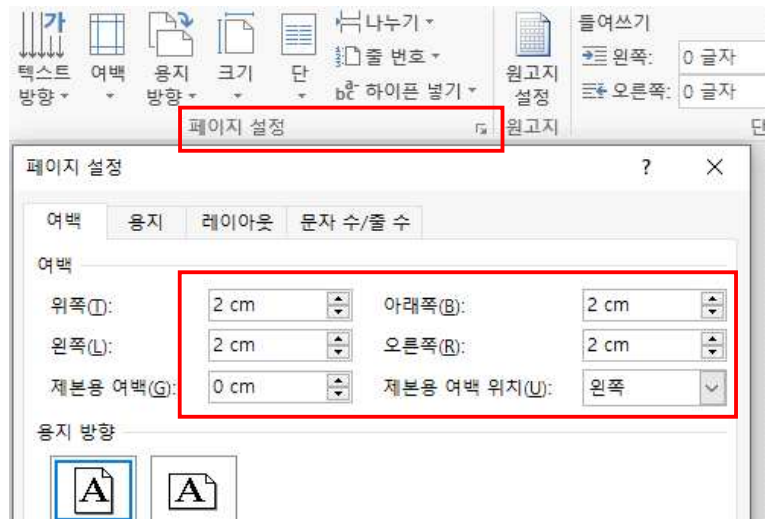 가
나누기
들여쓰기
줄 번호
왼쪽: 0 글자
텍스트 방향
여백
용지 방향
크기
단
하이픈 넣기
원고지 설정
오른쪽: 0 글자
페이지 설정
원고지
페이지 설정 ? ×
여백 용지 레이아웃 문자 수/줄 수
여백
위쪽(T): 2 cm 아래쪽(B): 2 cm
왼쪽(L): 2 cm 오른쪽(R): 2 cm
제본용 여백(G): 0 cm 제본용 여백 위치(U): 왼쪽
용지 방향
A A